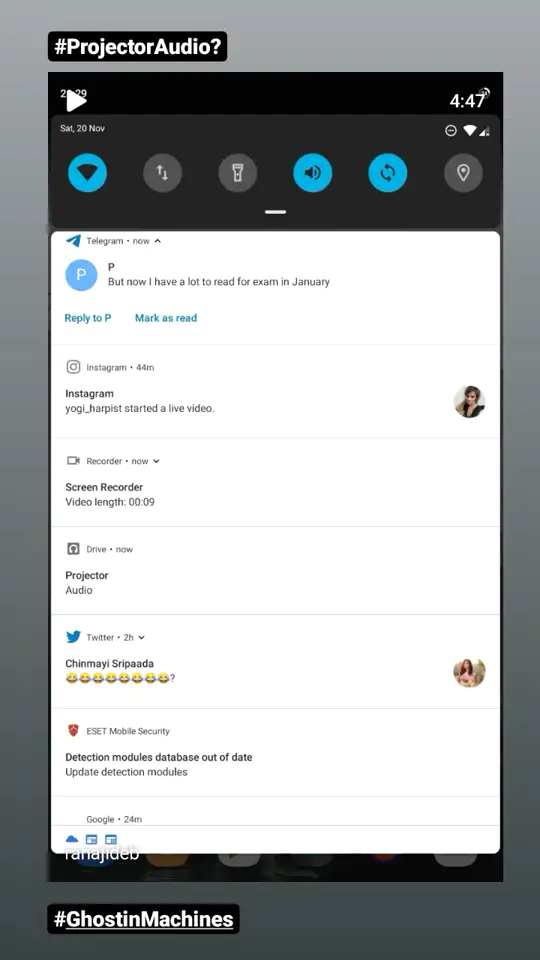 #ProjectorAudio?
4:47
Sat, 20 Nov
Telegram • now
P
P
But now I have a lot to read for exam in January
Reply to P
Mark as read
Instagram • 44m
Instagram
yogi_harpist started a live video.
Recorder • now
Screen Recorder
Video length: 00:09
Drive • now
Projector
Audio
Twitter • 2h
Chinmayi Sripaada
😂😂😂😂😂😂😂😂?
ESET Mobile Security
Detection modules database out of date
Update detection modules
Google • 24m
ranajideb
#GhostinMachines